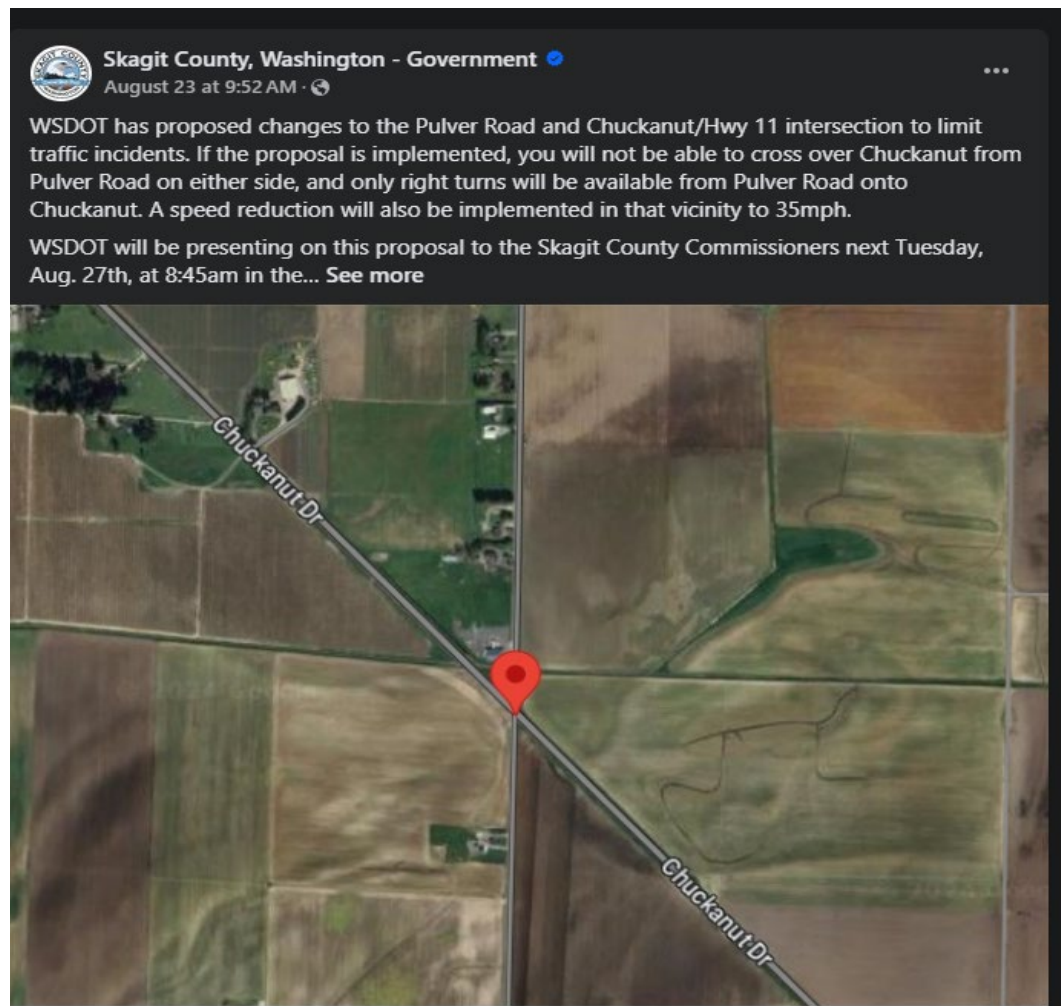 Skagit County, Washington - Government
August 23 at 9:52 AM ·
WSDOT has proposed changes to the Pulver Road and Chuckanut/Hwy 11 intersection to limit
traffic incidents. If the proposal is implemented, you will not be able to cross over Chuckanut from
Pulver Road on either side, and only right turns will be available from Pulver Road onto
Chuckanut. A speed reduction will also be implemented in that vicinity to 35mph.
WSDOT will be presenting on this proposal to the Skagit County Commissioners next Tuesday,
Aug. 27th, at 8:45am in the... See more
Chuckanut Dr
Chuckanut Dr